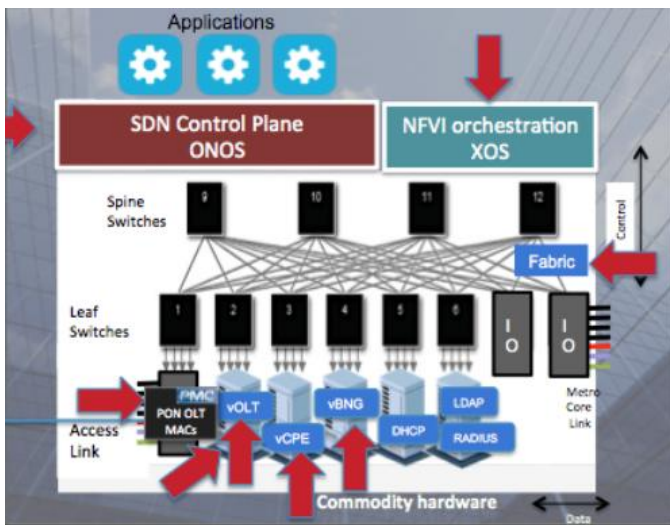 Applications
SDN Control Plane
ONOS
NFVI orchestration
XOS
Spine
Switches
9
10
11
12
Control
Fabric
Leaf
Switches
1
2
3
4
5
6
I
O
I
O
PMC
PON OLT
MACs
vOLT
vCPE
vBNG
DHCP
LDAP
RADIUS
Access
Link
Metro
Core
Link
Commodity hardware
Data